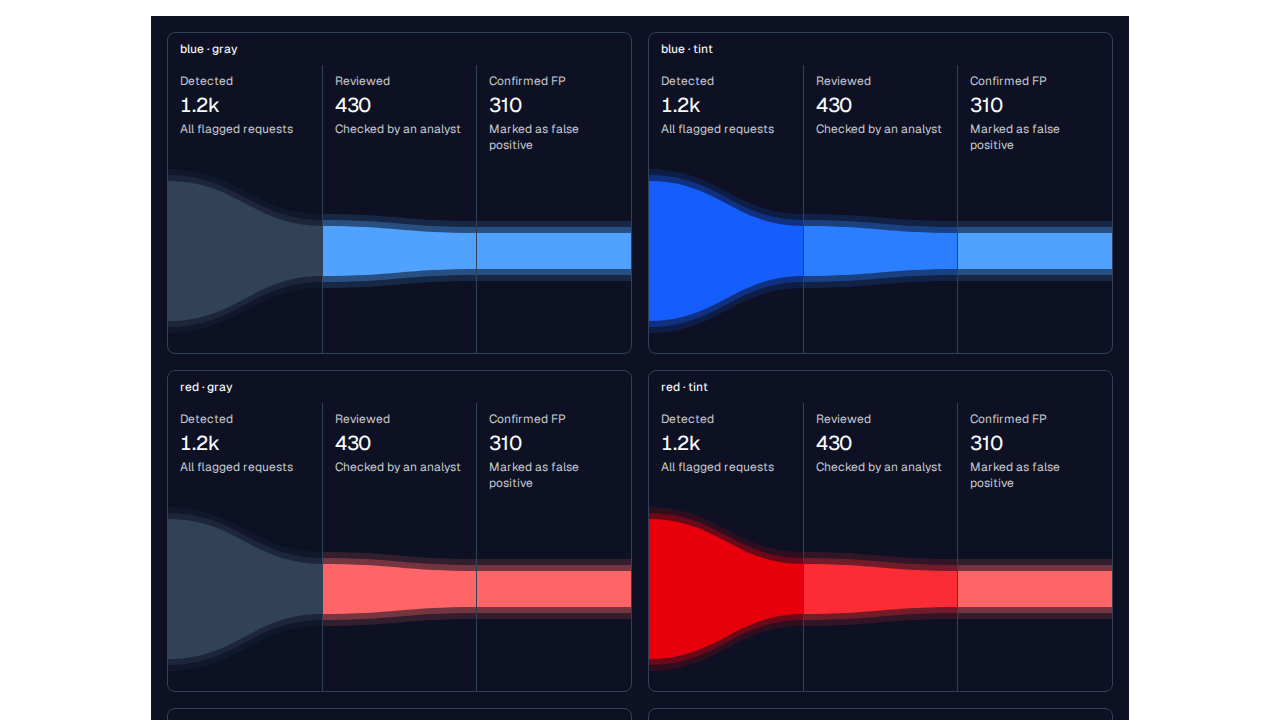 blue · gray
Detected
1.2k
All flagged requests
Reviewed
430
Checked by an analyst
Confirmed FP
310
Marked as false
positive
blue · tint
Detected
1.2k
All flagged requests
Reviewed
430
Checked by an analyst
Confirmed FP
310
Marked as false
positive
red · gray
Detected
1.2k
All flagged requests
Reviewed
430
Checked by an analyst
Confirmed FP
310
Marked as false
positive
red · tint
Detected
1.2k
All flagged requests
Reviewed
430
Checked by an analyst
Confirmed FP
310
Marked as false
positive